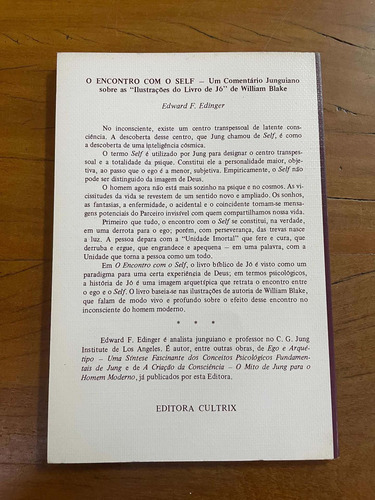 O ENCONTRO COM O SELF — Um Comentário Junguiano
sobre as "Ilustrações do Livro de Jó" de William Blake
Edward F. Edinger
No inconsciente, existe um centro transpessoal de latente cons-
ciência. A descoberta desse centro, que Jung chamou de Self, é como
a descoberta de uma inteligência cósmica.
O termo Self é utilizado por Jung para designar o centro transpes-
soal e a totalidade da psique. Constitui ele a personalidade maior, obje-
tiva, ao passo que o ego é a menor, subjetiva. Empiricamente, o Self não
pode ser distinguido da imagem de Deus.
O homem agora não está mais sozinho na psique e no cosmos. As vi-
cissitudes da vida se revestem de um sentido novo e ampliado. Os sonhos,
as fantasias, a enfermidade, o acidental e o coincidente tornam-se mensa-
gens potenciais do Parceiro invisível com quem compartilhamos nossa vida.
Primeiro que tudo, o encontro com o Self se constitui, na verdade,
em uma derrota para o ego; porém, com perseverança, das trevas nasce
a luz. A pessoa depara com a "Unidade Imortal" que fere e cura, que
derruba e ergue, que engrandece e apequena — em uma palavra, com a
Unidade que torna a pessoa como um todo.
Em O Encontro com o Self, o livro bíblico de Jó é visto como um
paradigma para uma certa experiência de Deus; em termos psicológicos,
a história de Jó é uma imagem arquetípica que retrata o encontro entre
o ego e o Self. O livro baseia-se nas ilustrações de autoria de William Blake,
que falam de modo vivo e profundo sobre o efeito desse encontro no
inconsciente do homem moderno.
* * *
Edward F. Edinger é analista junguiano e professor no C. G. Jung
Institute de Los Angeles. É autor, entre outras obras, de Ego e Arqué-
tipo — Uma Síntese Fascinante dos Conceitos Psicológicos Fundamen-
tais de Jung e de A Criação da Consciência — O Mito de Jung para o
Homem Moderno, já publicados por esta Editora.
EDITORA CULTRIX